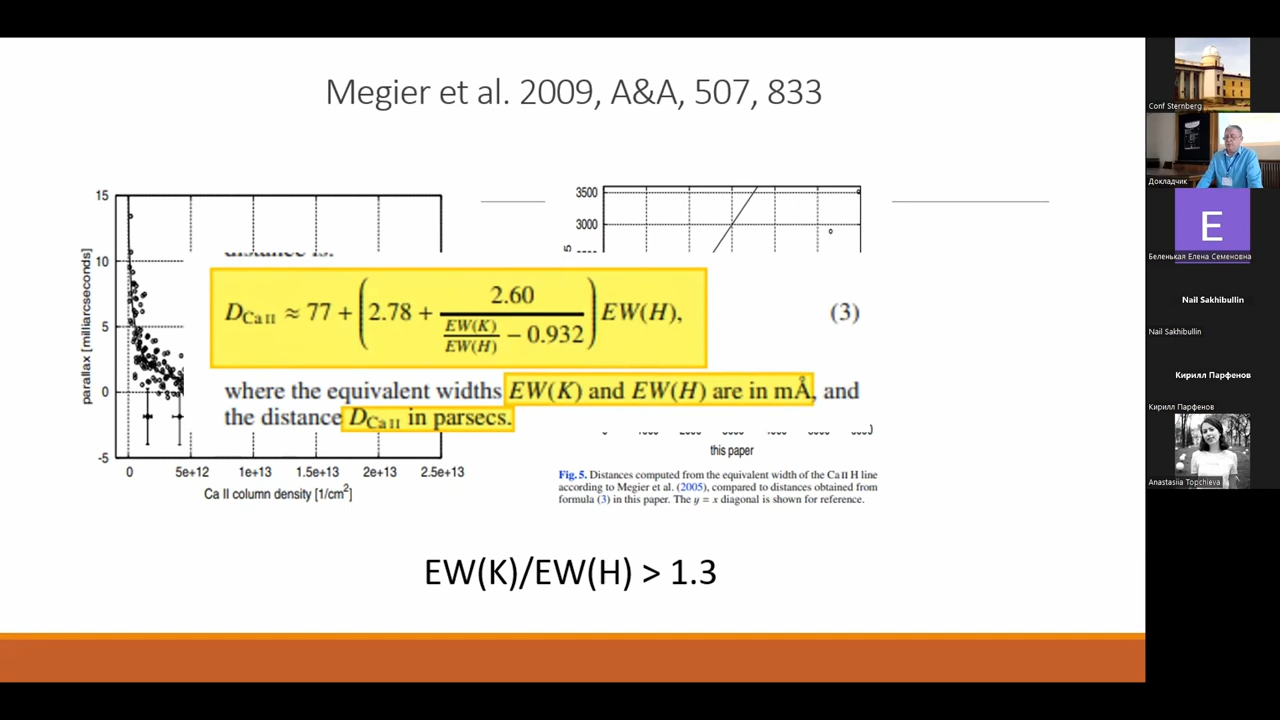 Megier et al. 2009, A&A, 507, 833
15
10
5
0
-5
parallax [milliarcseconds]
0 5e+12 1e+13 1.5e+13 2e+13 2.5e+13
Ca II column density [1/cm²]
3500
3000
distance is:
D_CaII ≈ 77 + (2.78 + 2.60 / (EW(K)/EW(H) − 0.932)) EW(H), (3)
where the equivalent widths EW(K) and EW(H) are in mÅ, and
the distance D_CaII in parsecs.
this paper
Fig. 5. Distances computed from the equivalent width of the Ca II H line
according to Megier et al. (2005), compared to distances obtained from
formula (3) in this paper. The y = x diagonal is shown for reference.
EW(K)/EW(H) > 1.3
Conf Sternberg
Докладчик
E
Беленькая Елена Семеновна
Nail Sakhibullin
Nail Sakhibullin
Кирилл Парфенов
Кирилл Парфенов
Anastasiia Topchieva